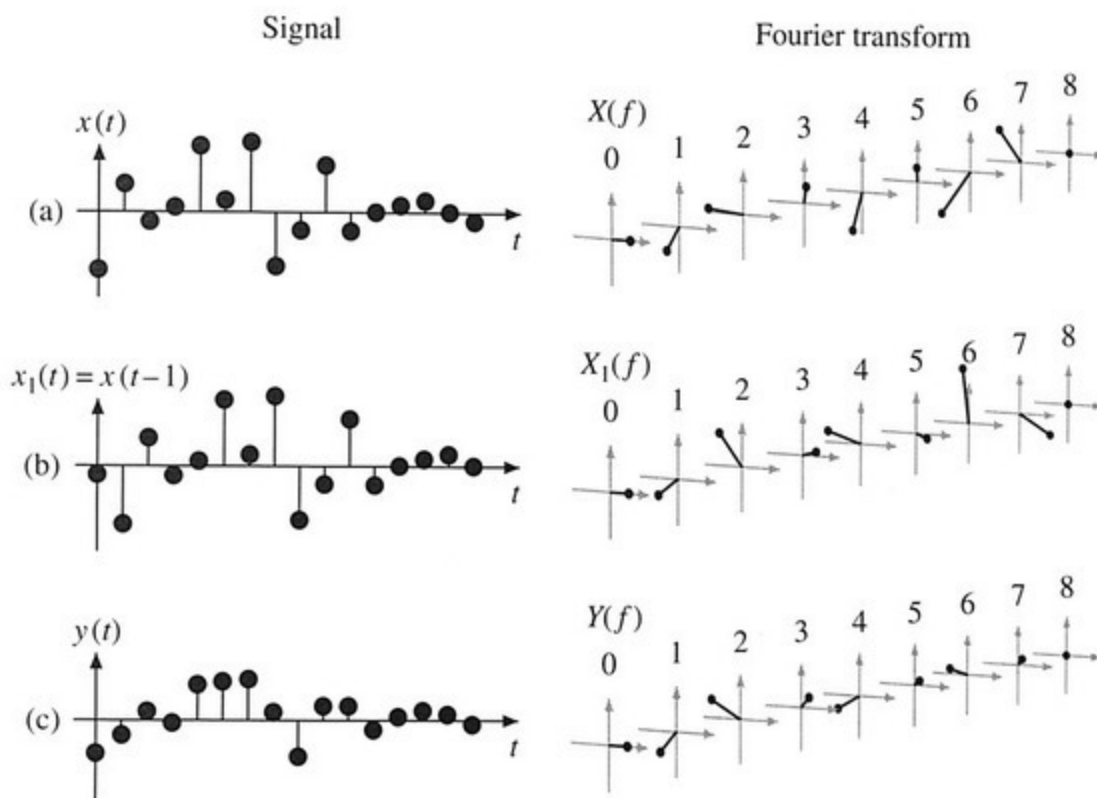 Signal
Fourier transform
x(t)
(a)
t
X(f)
0 1 2 3 4 5 6 7 8
x₁(t) = x(t−1)
(b)
t
X₁(f)
0 1 2 3 4 5 6 7 8
y(t)
(c)
t
Y(f)
0 1 2 3 4 5 6 7 8